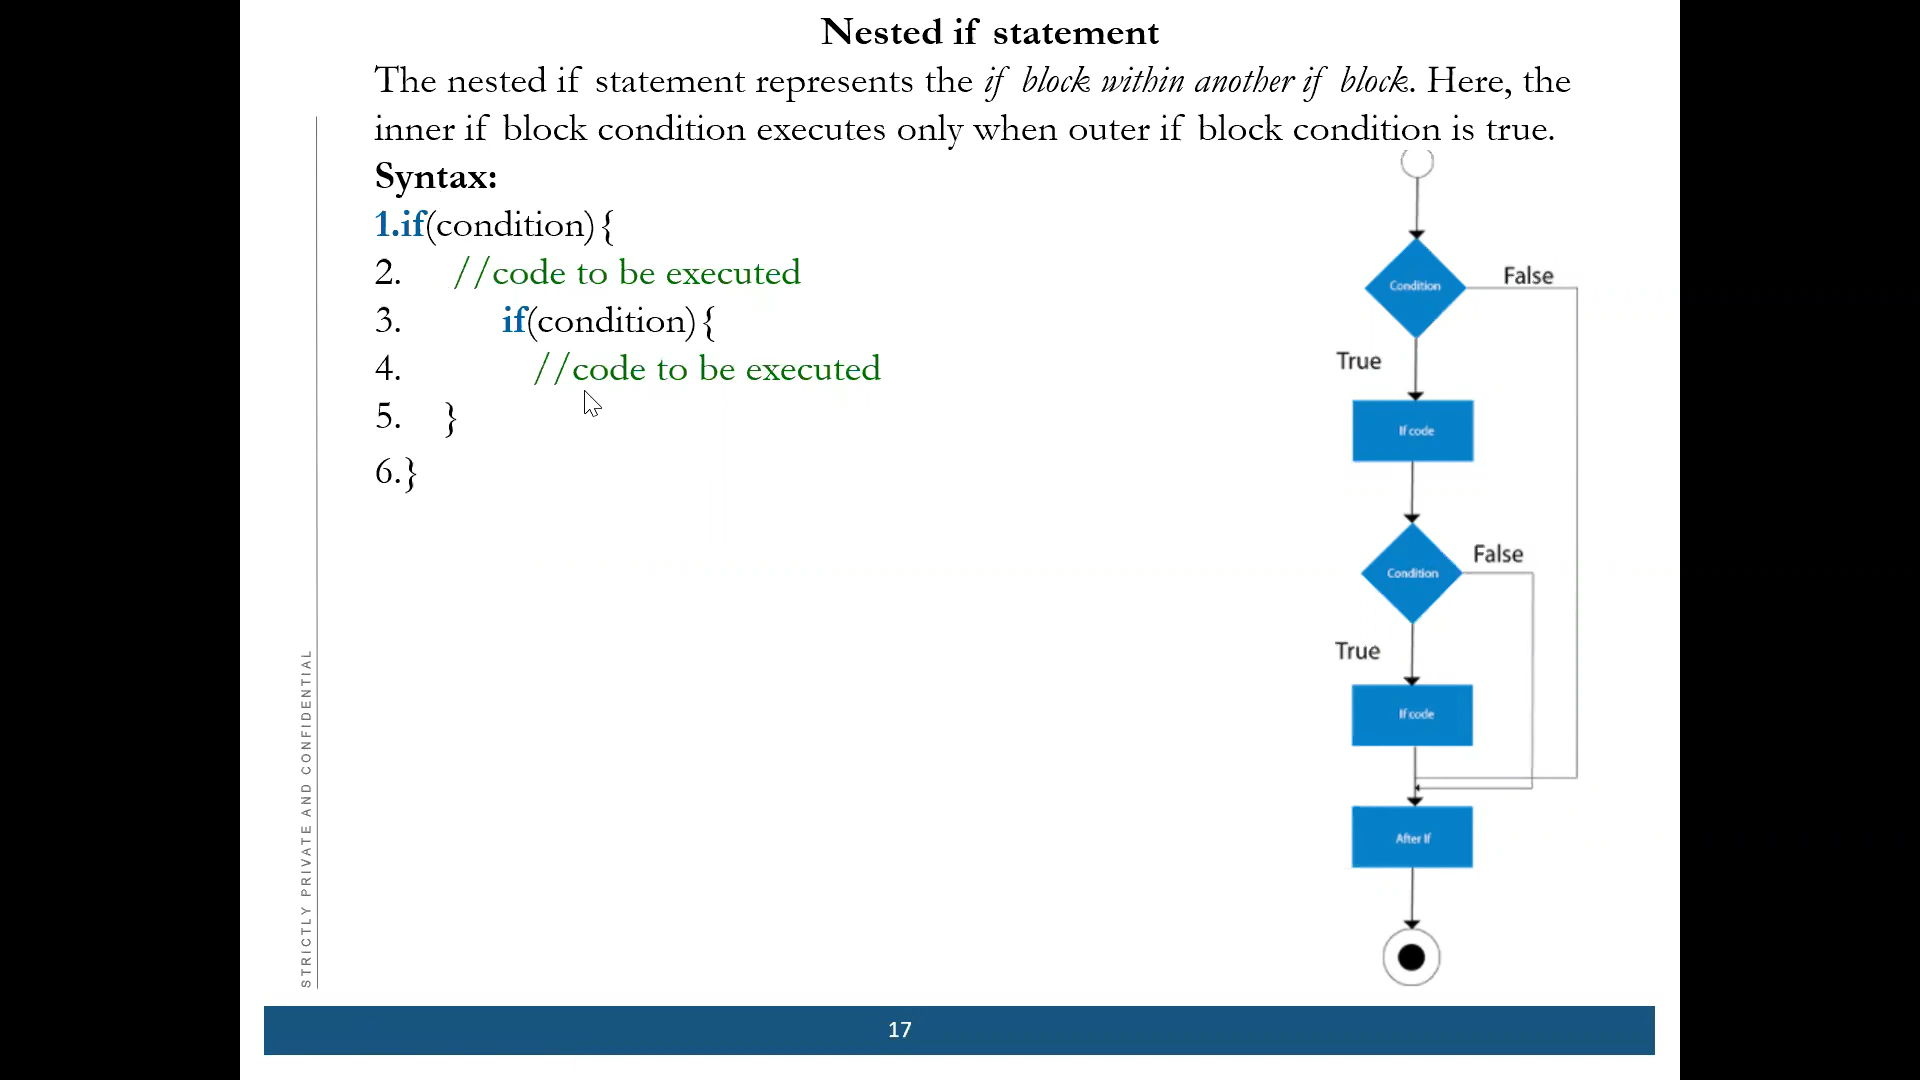 Nested if statement
The nested if statement represents the if block within another if block. Here, the
inner if block condition executes only when outer if block condition is true.
Syntax:
1.if(condition){
2. //code to be executed
3. if(condition){
4. //code to be executed
5. }
6.}
Condition
False
True
If code
Condition
False
True
If code
After If
STRICTLY PRIVATE AND CONFIDENTIAL
17